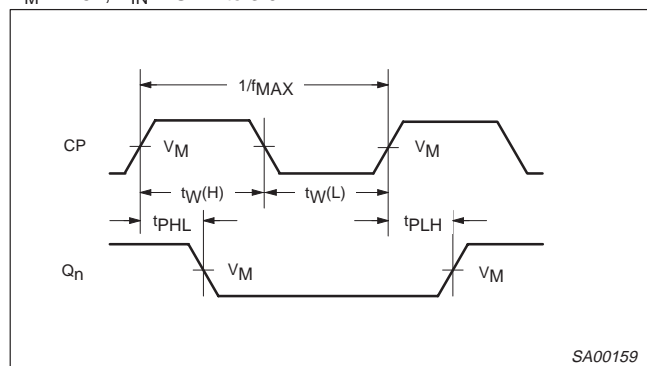 1/fMAX
CP
VM
VM
tW(H)
tW(L)
tPHL
tPLH
Qn
VM
VM
SA00159